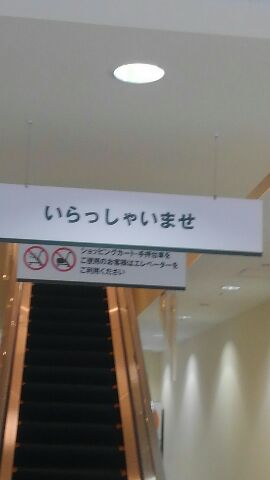 いらっしゃいませ
ショッピングカート・手押台車を
ご使用のお客様はエレベーターを
ご利用ください